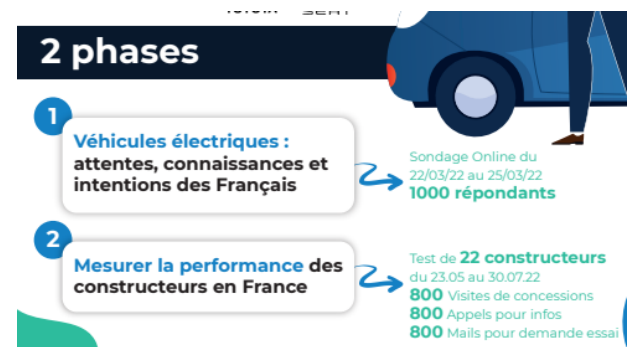 2 phases
1
Véhicules électriques :
attentes, connaissances et
intentions des Français
Sondage Online du
22/03/22 au 25/03/22
1000 répondants
2
Mesurer la performance des
constructeurs en France
Test de 22 constructeurs
du 23.05 au 30.07.22
800 Visites de concessions
800 Appels pour infos
800 Mails pour demande essai